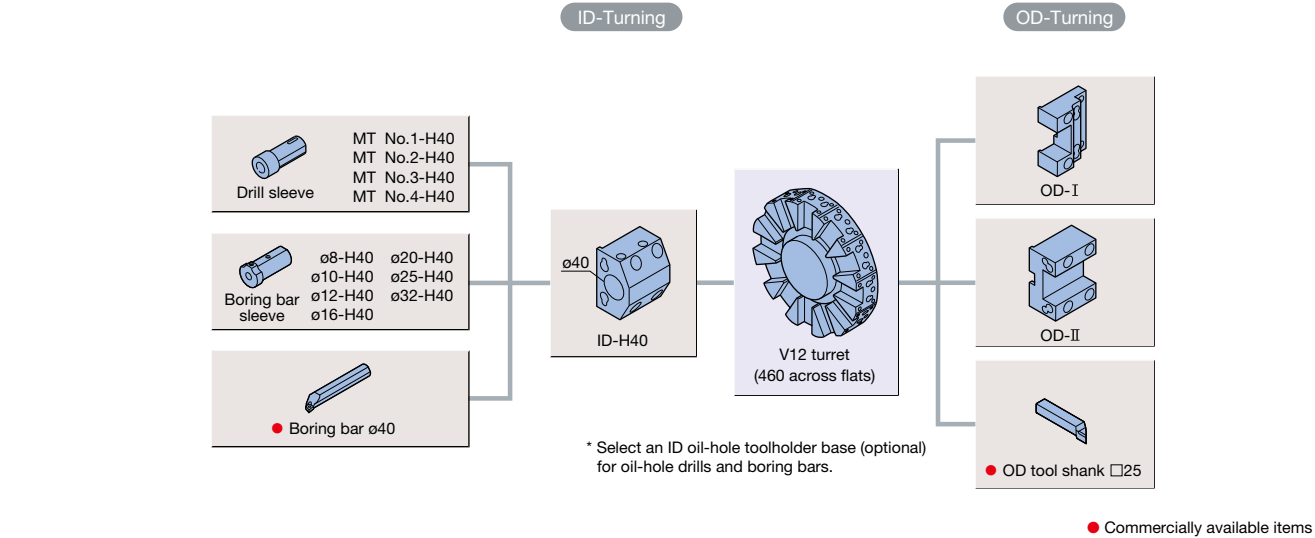 ID-Turning
OD-Turning
MT No.1-H40
MT No.2-H40
MT No.3-H40
MT No.4-H40
Drill sleeve
ø8-H40 ø20-H40
ø10-H40 ø25-H40
ø12-H40 ø32-H40
ø16-H40
Boring bar
sleeve
● Boring bar ø40
ø40
ID-H40
V12 turret
(460 across flats)
* Select an ID oil-hole toolholder base (optional)
for oil-hole drills and boring bars.
OD-Ⅰ
OD-Ⅱ
● OD tool shank □25
● Commercially available items